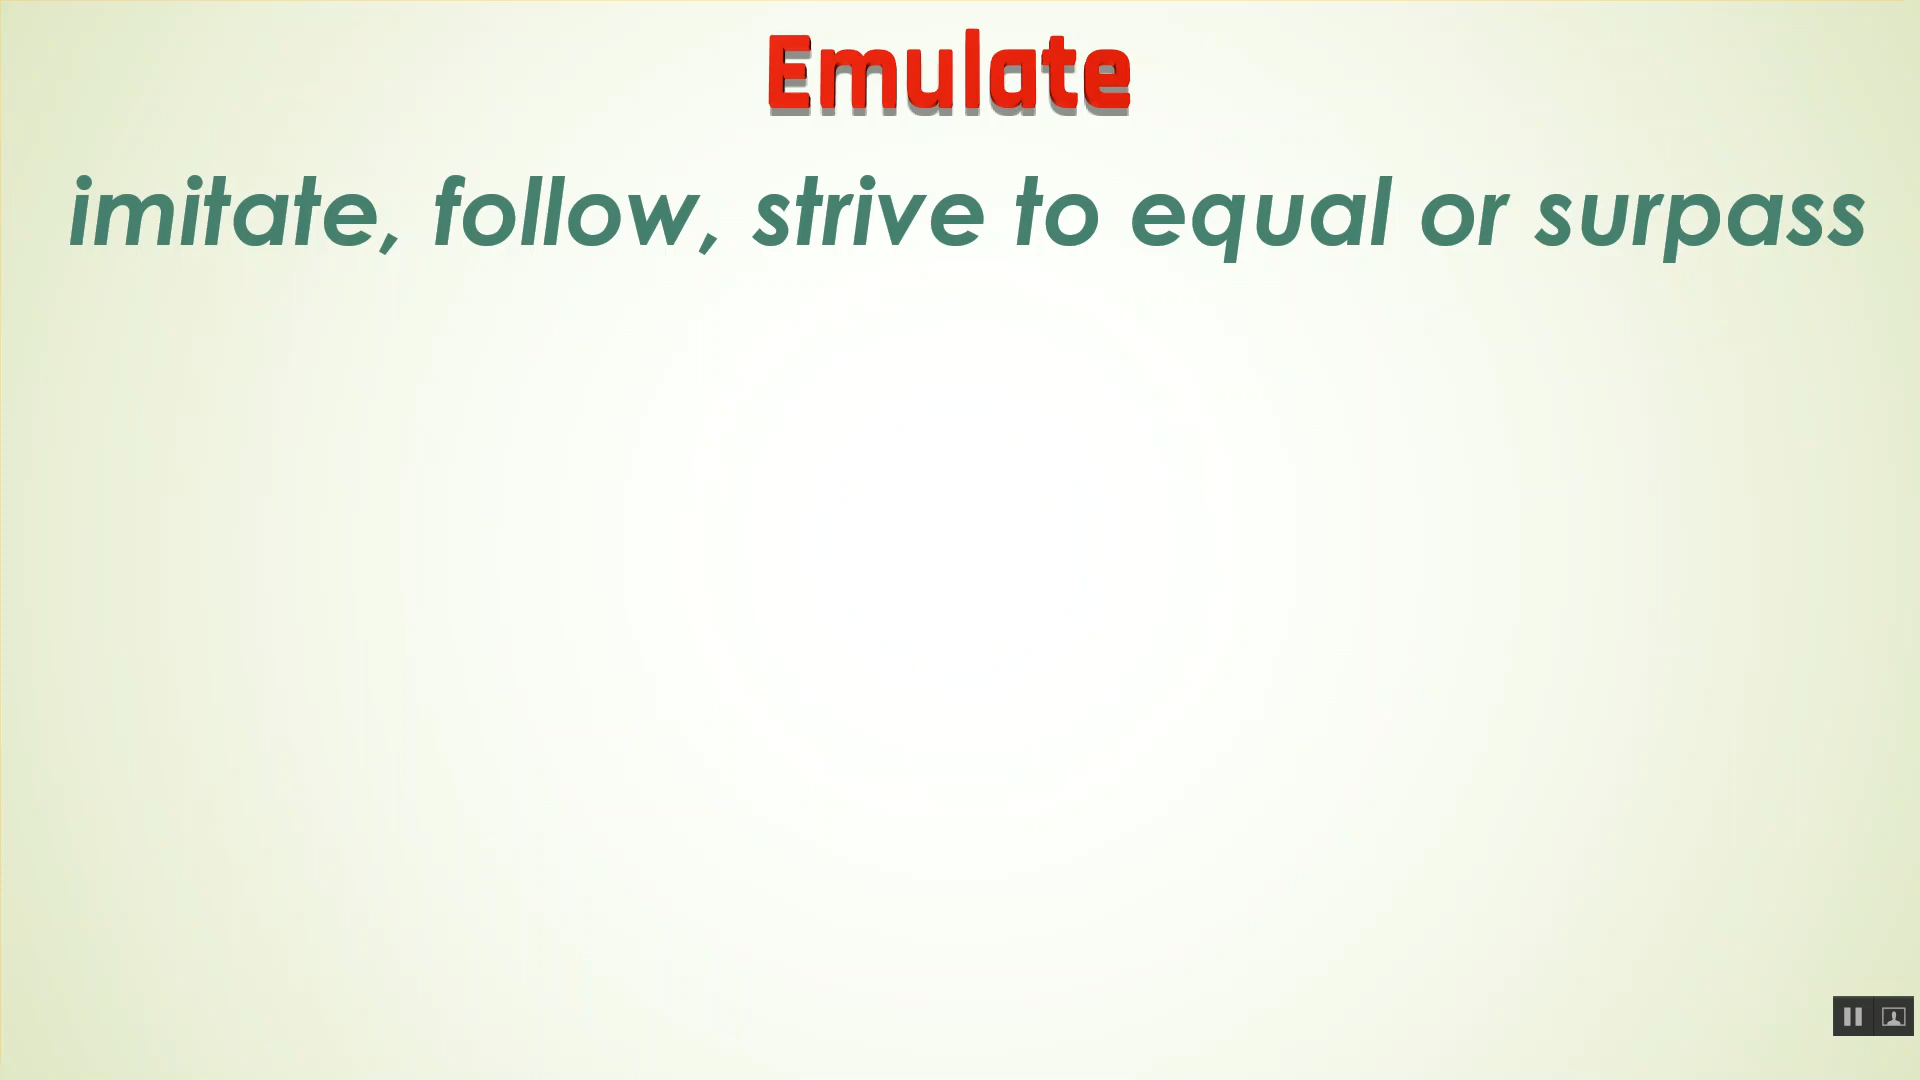 Emulate
imitate, follow, strive to equal or surpass